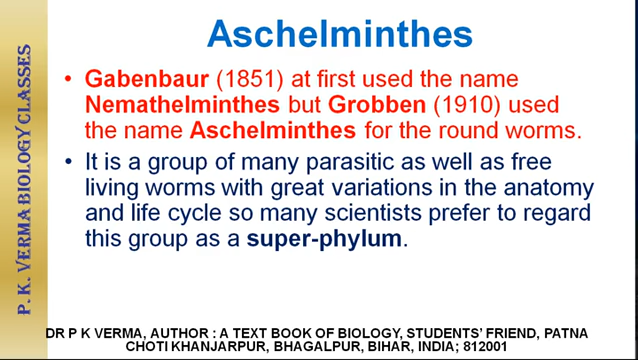 P. K. VERMA BIOLOGY CLASSES
Aschelminthes
• Gabenbaur (1851) at first used the name
Nemathelminthes but Grobben (1910) used
the name Aschelminthes for the round worms.
• It is a group of many parasitic as well as free
living worms with great variations in the anatomy
and life cycle so many scientists prefer to regard
this group as a super-phylum.
DR P K VERMA, AUTHOR : A TEXT BOOK OF BIOLOGY, STUDENTS' FRIEND, PATNA
CHOTI KHANJARPUR, BHAGALPUR, BIHAR, INDIA; 812001